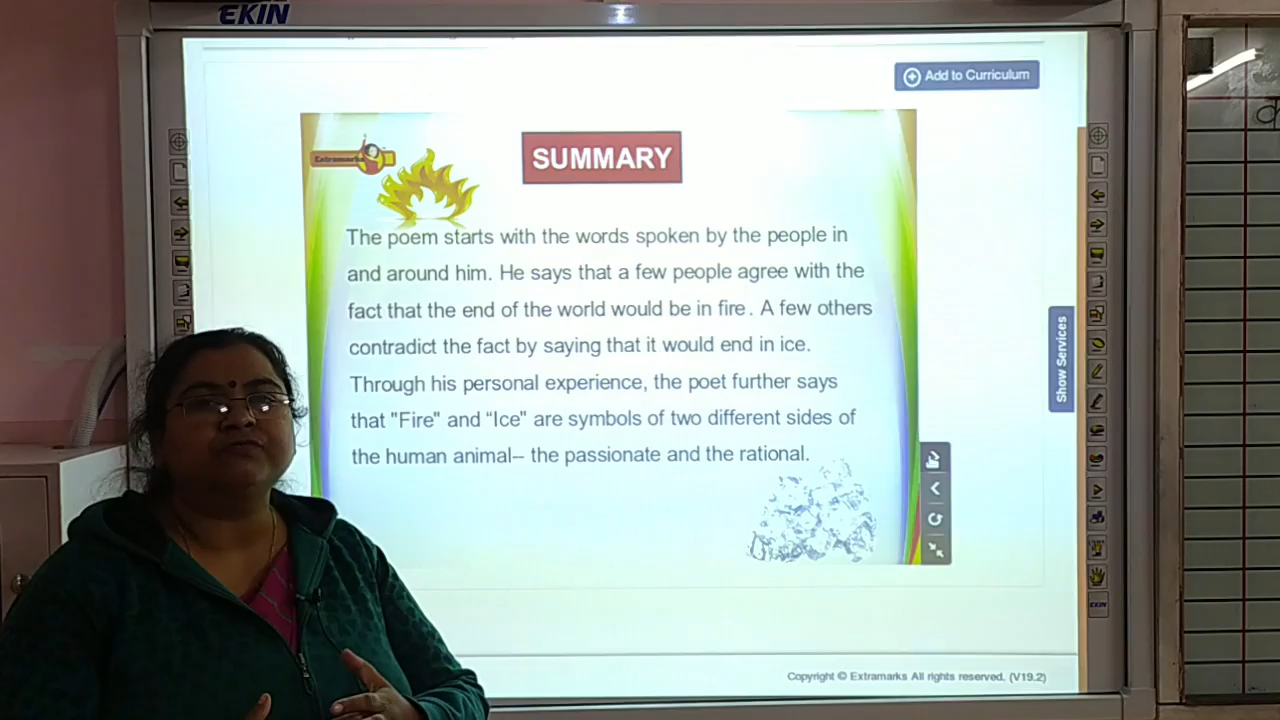 EKIN
Add to Curriculum
Extramarks
SUMMARY
The poem starts with the words spoken by the people in
and around him. He says that a few people agree with the
fact that the end of the world would be in fire. A few others
contradict the fact by saying that it would end in ice.
Through his personal experience, the poet further says
that "Fire" and “Ice" are symbols of two different sides of
the human animal– the passionate and the rational.
Show Services
EKIN
Copyright © Extramarks All rights reserved. (V19.2)